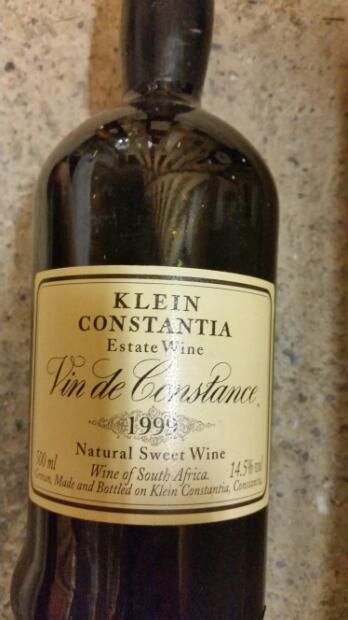 KLEIN
CONSTANTIA
Estate Wine
Vin de Constance
1999
Natural Sweet Wine
500 ml Wine of South Africa. 14.5% vol
Grown, Made and Bottled on Klein Constantia, Constantia